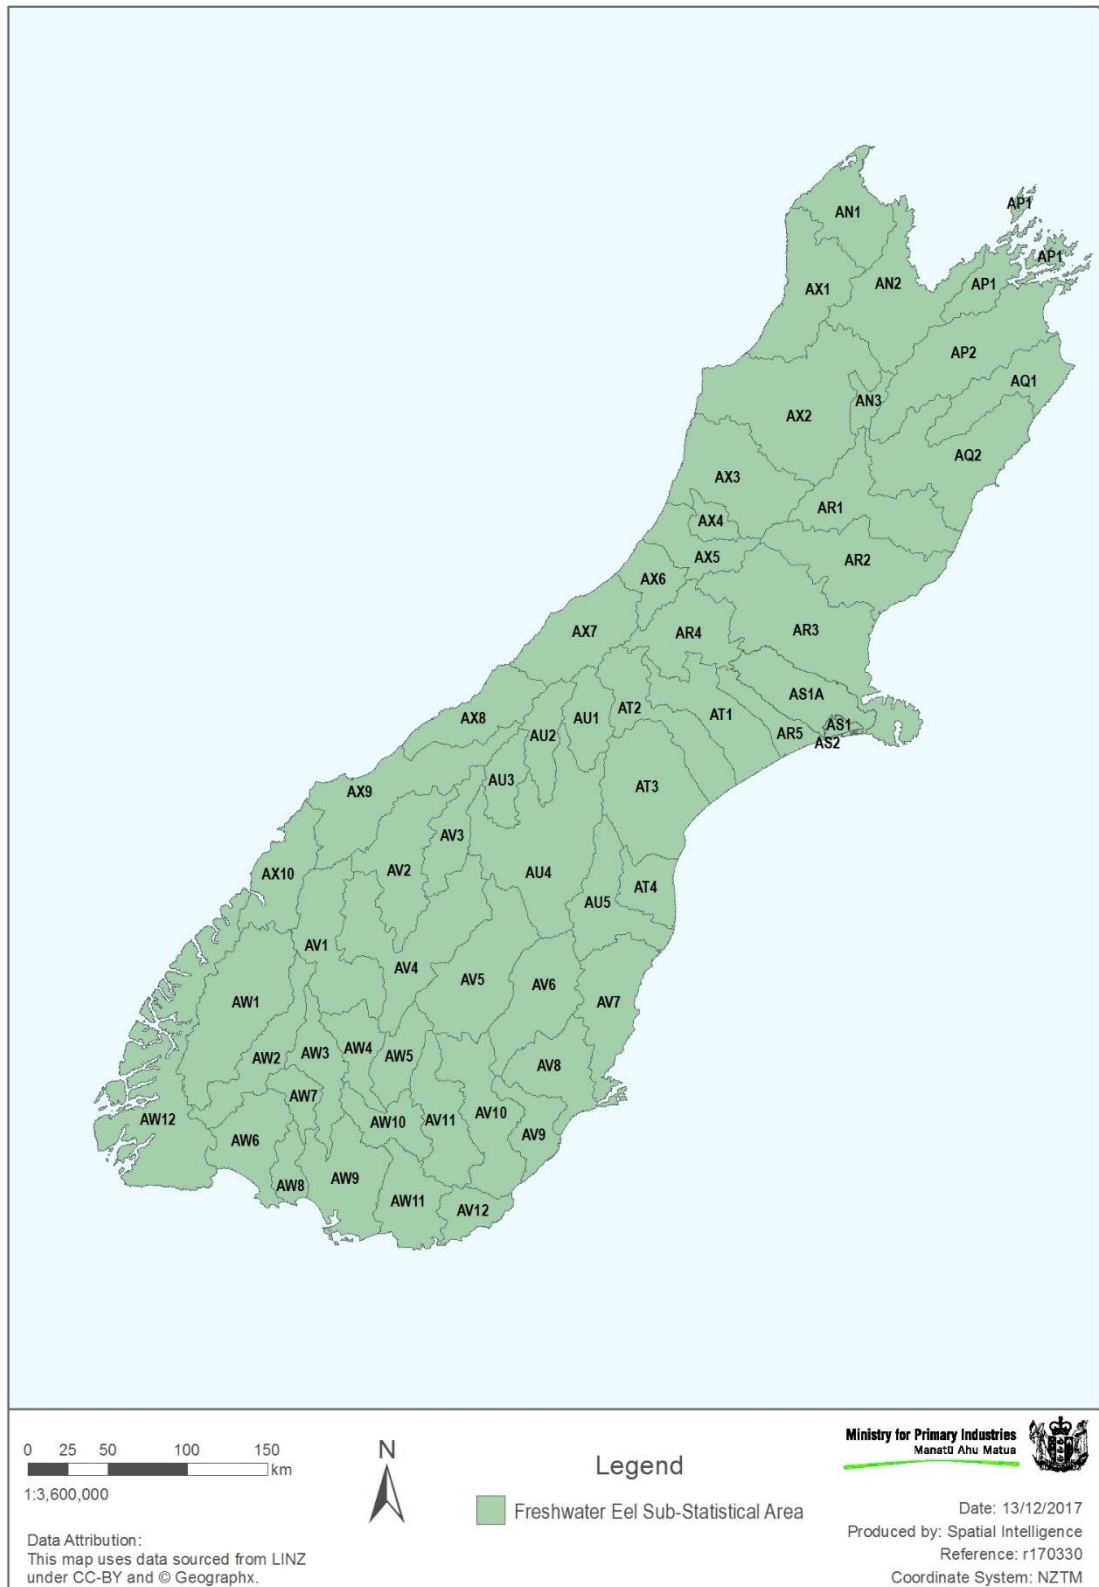 AP1
AN1
AP1
AN2
AP1
AX1
AP2
AQ1
AN3
AX2
AQ2
AX3
AR1
AX4
AX5
AR2
AX6
AX7
AR4
AR3
AS1A
AT2
AT1
AX8
AU1
AS1
AU2
AR5
AS2
AU3
AT3
AX9
AV3
AV2
AU4
AX10
AT4
AU5
AV1
AV4
AV5
AV6
AW1
AV7
AW4
AW3
AW2
AW5
AV8
AW7
AV10
AW12
AV11
AW10
AV9
AW6
AW9
AW8
AW11
AV12
0 25 50 100 150
km
1:3,600,000
Data Attribution:
This map uses data sourced from LINZ
under CC-BY and © Geographx.
N
Legend
Freshwater Eel Sub-Statistical Area
Ministry for Primary Industries
Manatū Ahu Matua
Date: 13/12/2017
Produced by: Spatial Intelligence
Reference: r170330
Coordinate System: NZTM